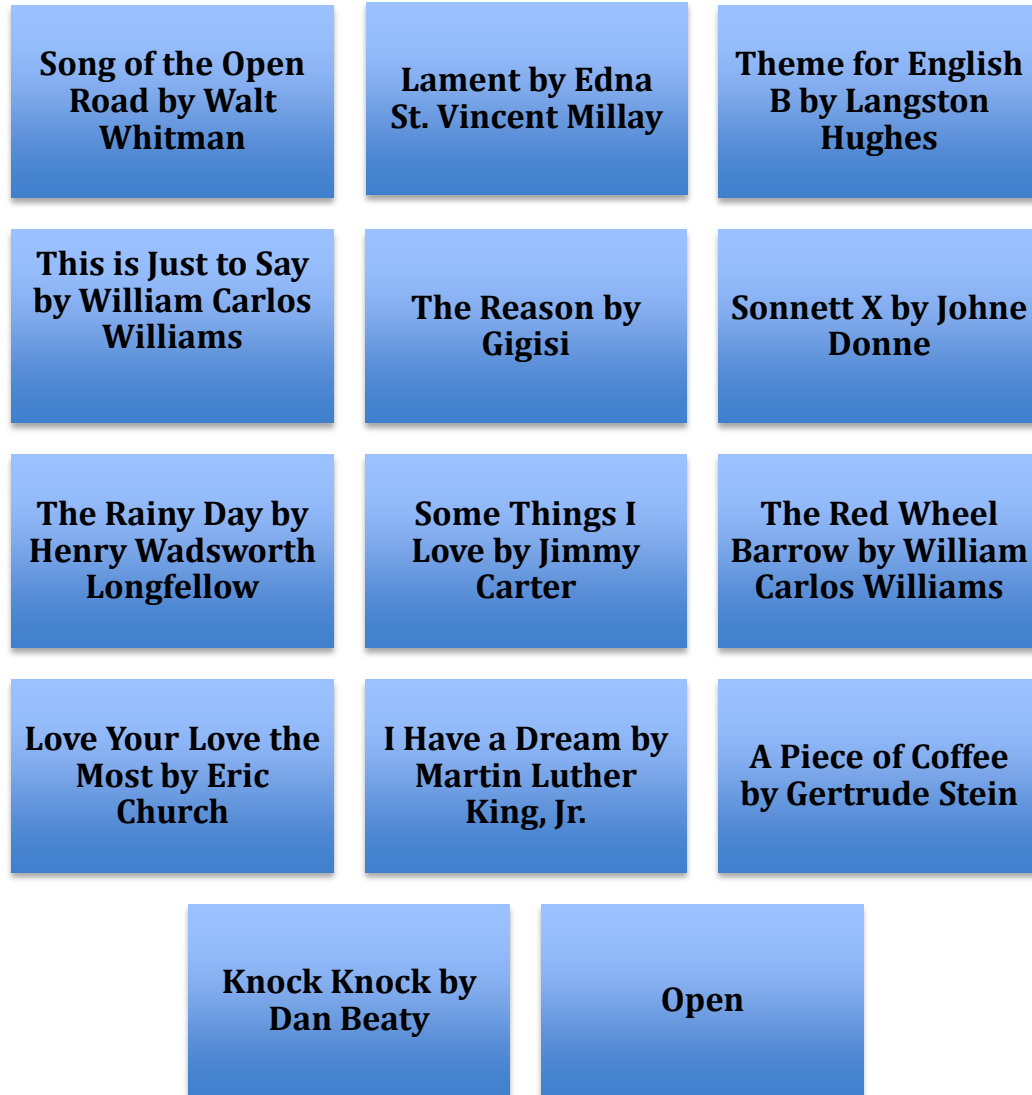 Song of the Open
Road by Walt
Whitman
Lament by Edna
St. Vincent Millay
Theme for English
B by Langston
Hughes
This is Just to Say
by William Carlos
Williams
The Reason by
Gigisi
Sonnett X by Johne
Donne
The Rainy Day by
Henry Wadsworth
Longfellow
Some Things I
Love by Jimmy
Carter
The Red Wheel
Barrow by William
Carlos Williams
Love Your Love the
Most by Eric
Church
I Have a Dream by
Martin Luther
King, Jr.
A Piece of Coffee
by Gertrude Stein
Knock Knock by
Dan Beaty
Open